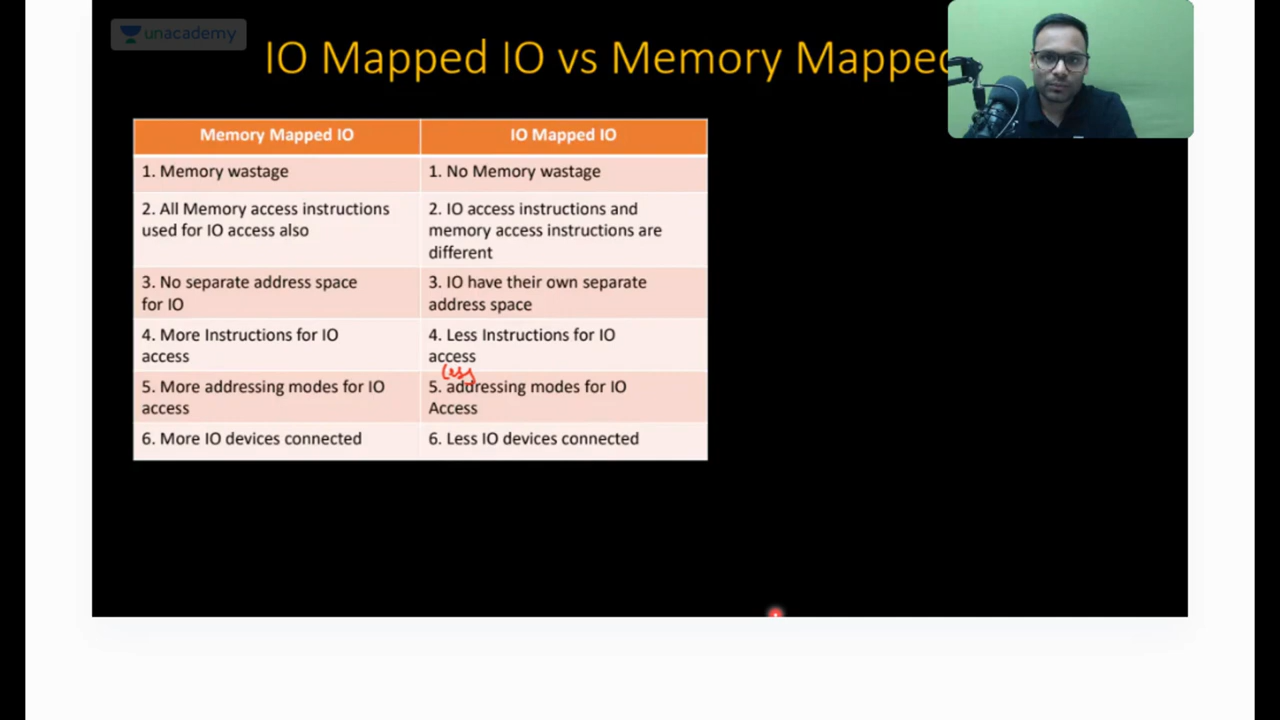 unacademy
IO Mapped IO vs Memory Mapped
Memory Mapped IO
IO Mapped IO
1. Memory wastage
1. No Memory wastage
2. All Memory access instructions
used for IO access also
2. IO access instructions and
memory access instructions are
different
3. No separate address space
for IO
3. IO have their own separate
address space
4. More Instructions for IO
access
4. Less Instructions for IO
access
5. More addressing modes for IO
access
less
5. addressing modes for IO
Access
6. More IO devices connected
6. Less IO devices connected